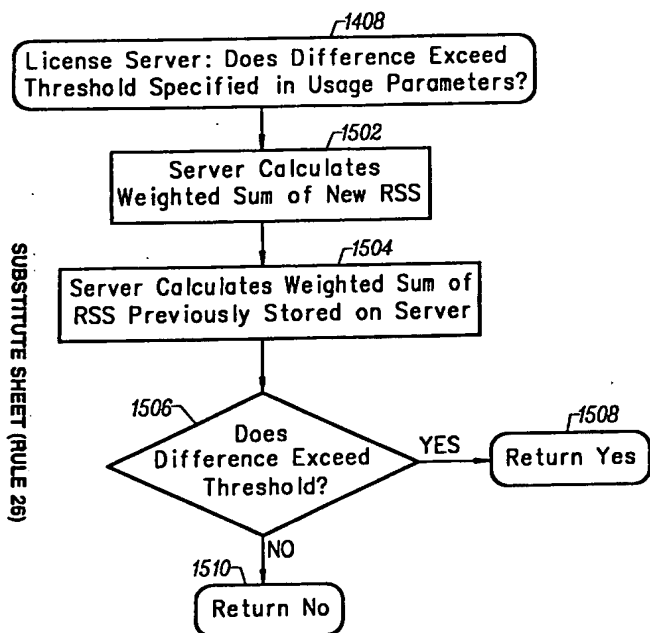 1408
License Server: Does Difference Exceed
Threshold Specified in Usage Parameters?
1502
Server Calculates
Weighted Sum of New RSS
1504
Server Calculates Weighted Sum of
RSS Previously Stored on Server
1506
Does
Difference Exceed
Threshold?
YES
1508
Return Yes
NO
1510
Return No
SUBSTITUTE SHEET (RULE 26)